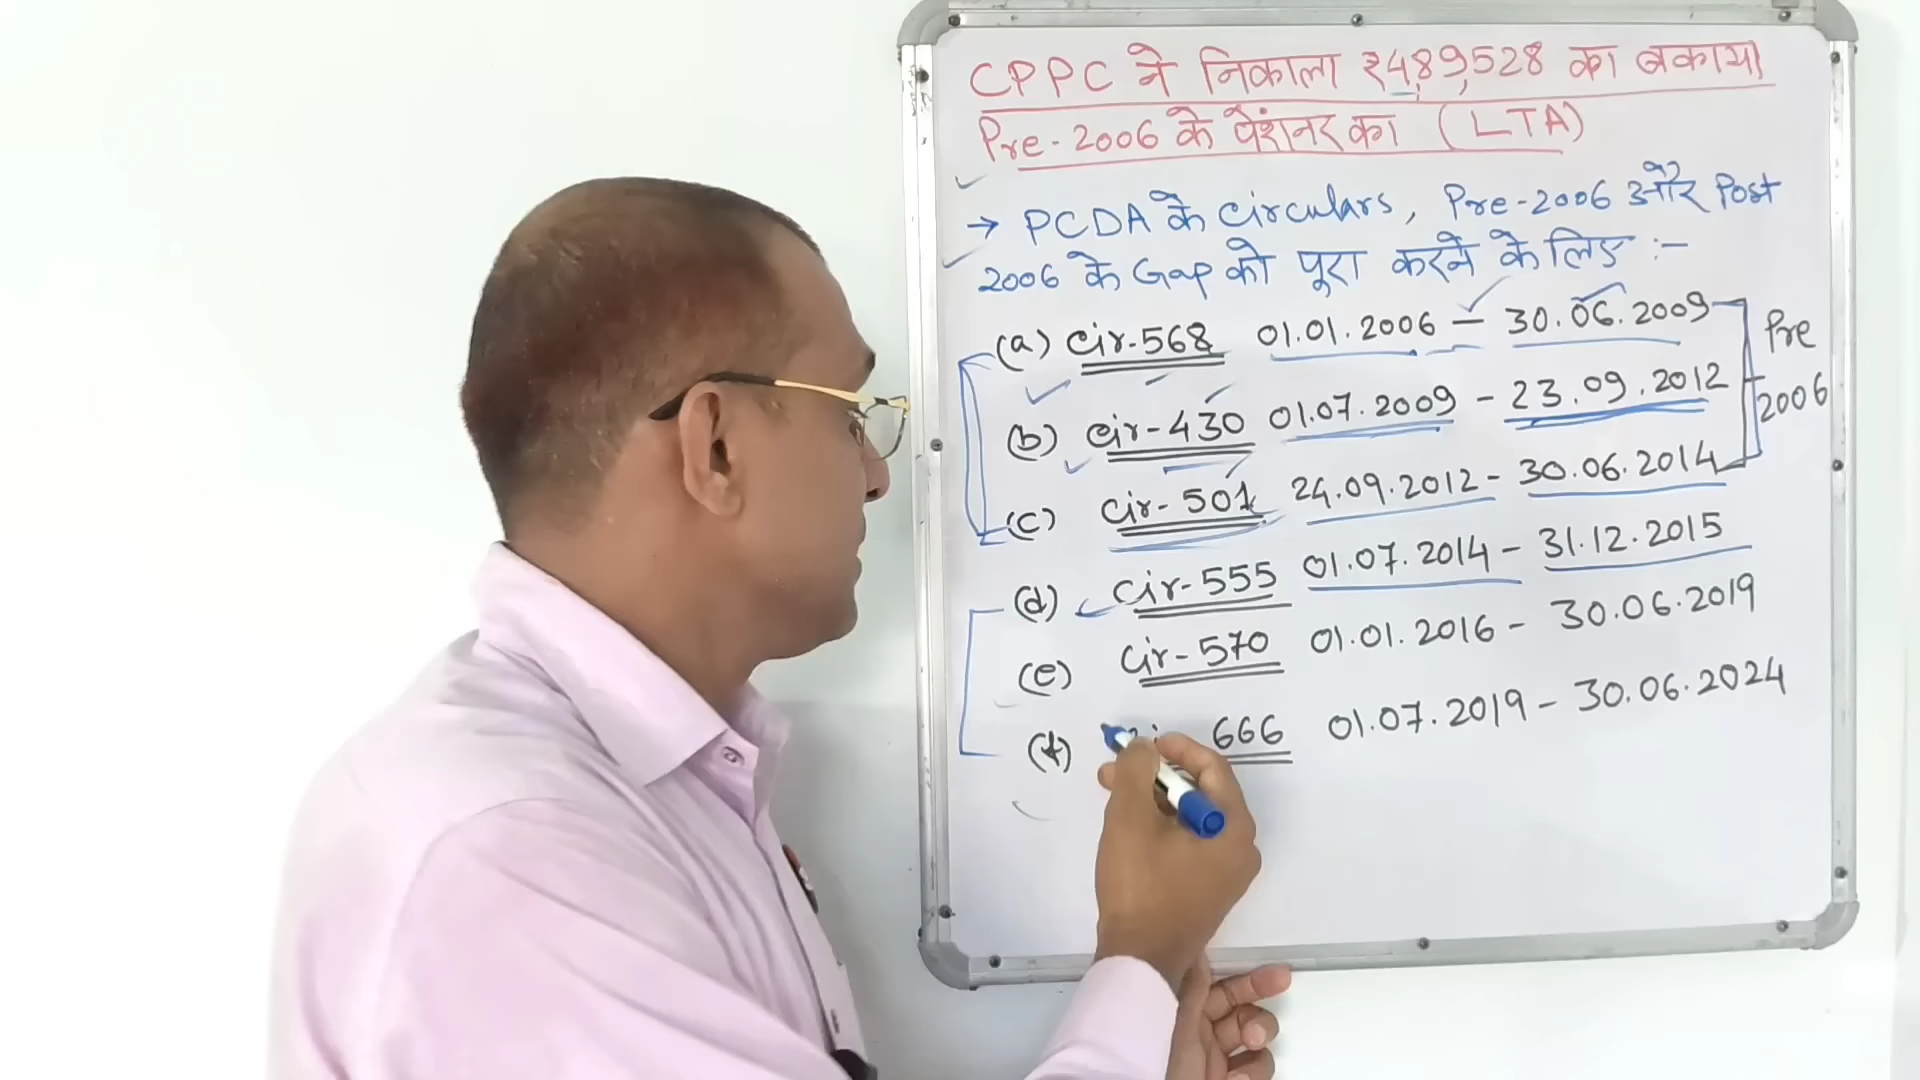 CPPC ने निकाला ₹489,528 का बकाया
Pre-2006 के पेंशनर का (LTA)
→ PCDA के Circulars, Pre-2006 और Post
2006 के Gap को पूरा करने के लिए :-
(a) Cir-568 01.01.2006 - 30.06.2009
(b) Cir-430 01.07.2009 - 23.09.2012
(c) Cir-501 24.09.2012 - 30.06.2014
Pre
2006
(d) Cir-555 01.07.2014 - 31.12.2015
(e) Cir-570 01.01.2016 - 30.06.2019
(f) 666 01.07.2019 - 30.06.2024